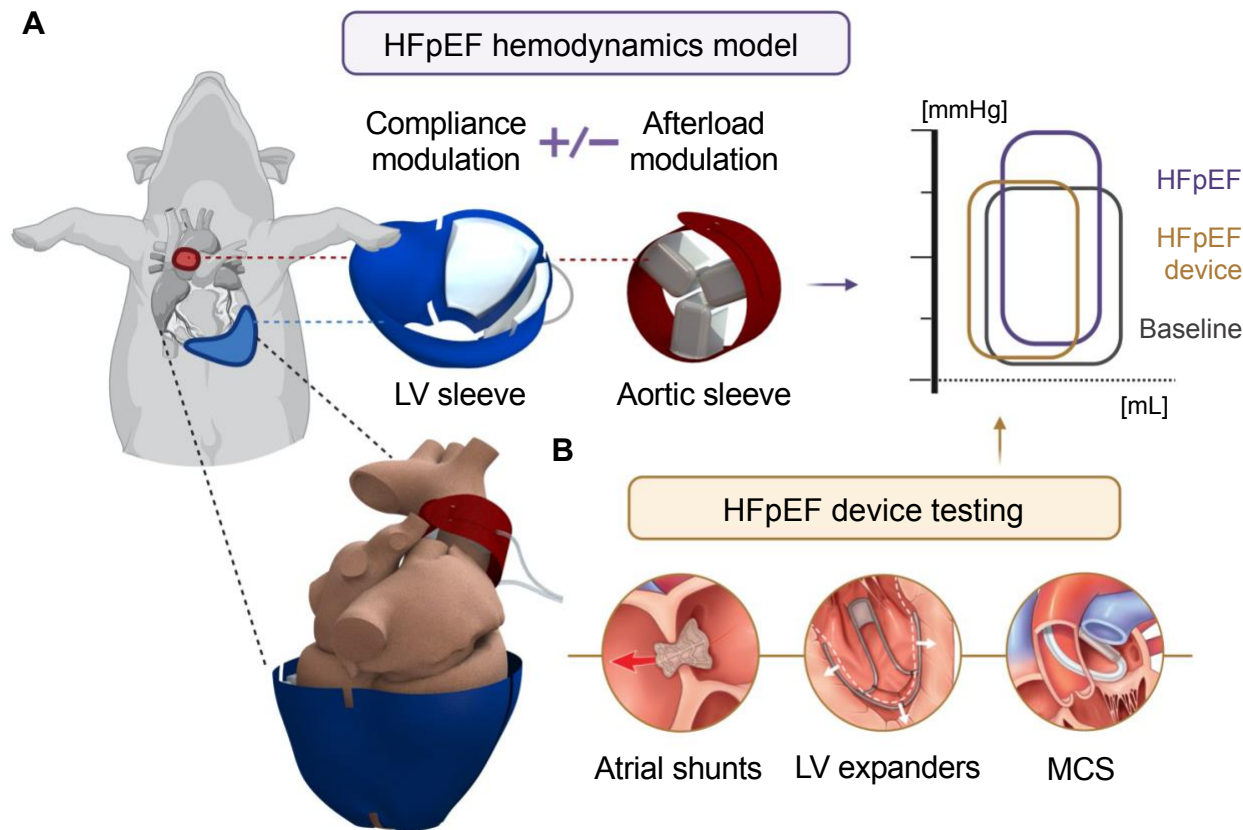 A
HFpEF hemodynamics model
Compliance
modulation
+/−
Afterload
modulation
LV sleeve
Aortic sleeve
[mmHg]
HFpEF
HFpEF
device
Baseline
[mL]
B
HFpEF device testing
Atrial shunts
LV expanders
MCS